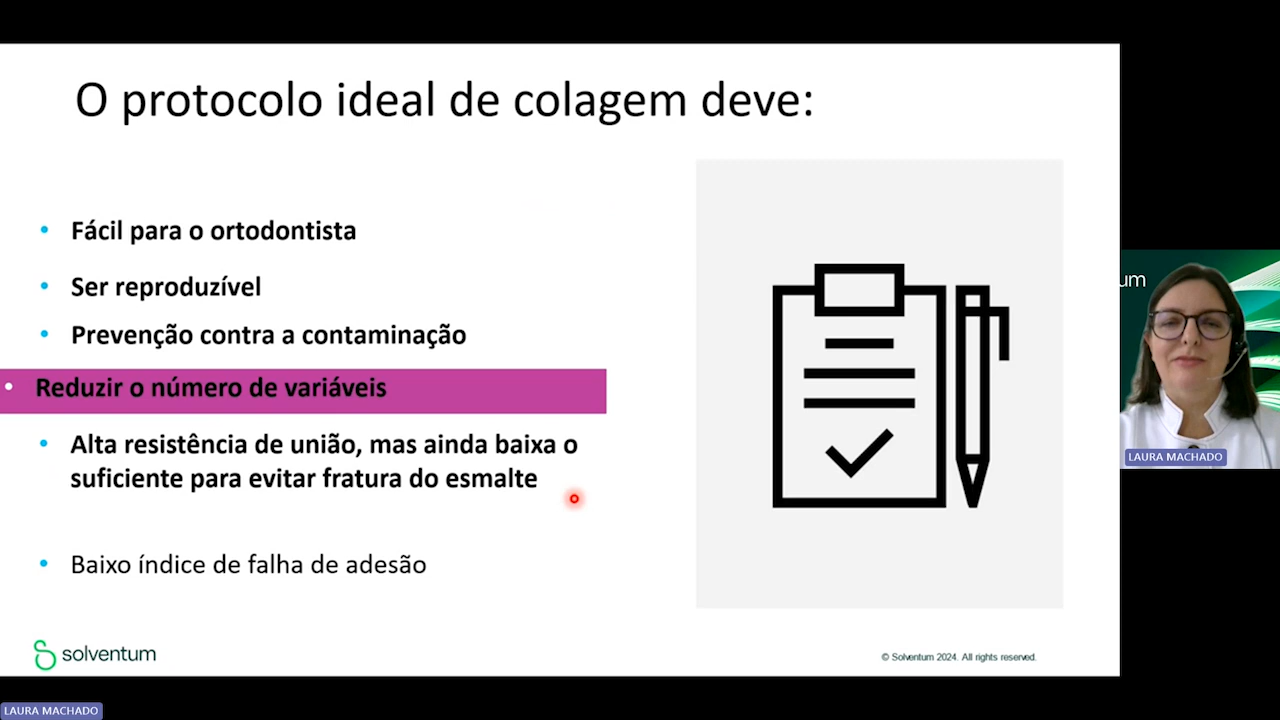 O protocolo ideal de colagem deve:
• Fácil para o ortodontista
• Ser reproduzível
• Prevenção contra a contaminação
• Reduzir o número de variáveis
• Alta resistência de união, mas ainda baixa o
suficiente para evitar fratura do esmalte
• Baixo índice de falha de adesão
solventum
© Solventum 2024. All rights reserved.
um
LAURA MACHADO
LAURA MACHADO